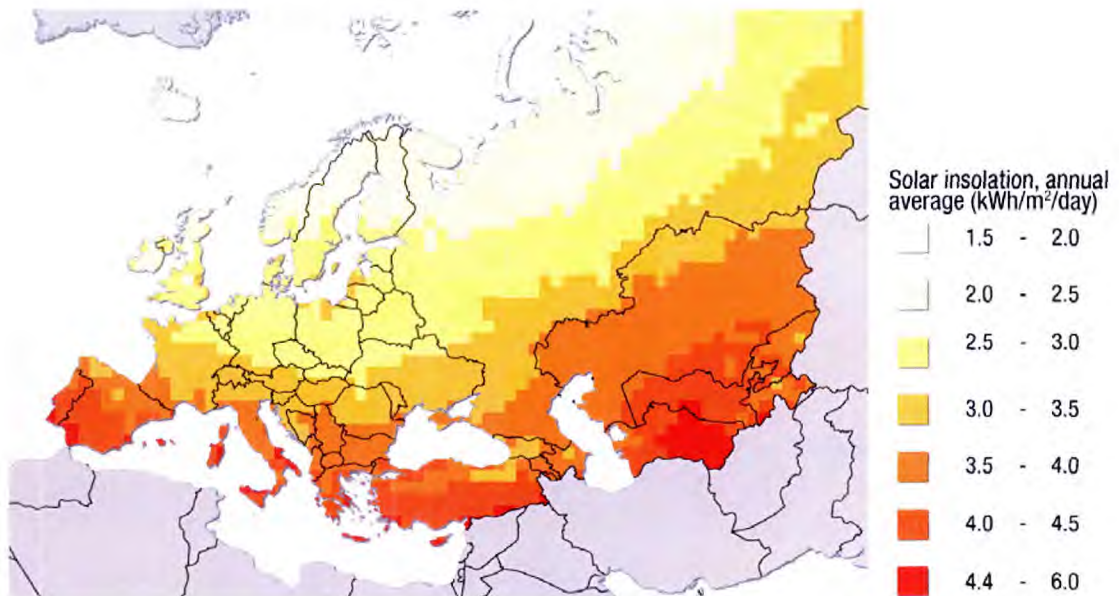 Solar insolation, annual
average (kWh/m²/day)
1.5 - 2.0
2.0 - 2.5
2.5 - 3.0
3.0 - 3.5
3.5 - 4.0
4.0 - 4.5
4.4 - 6.0